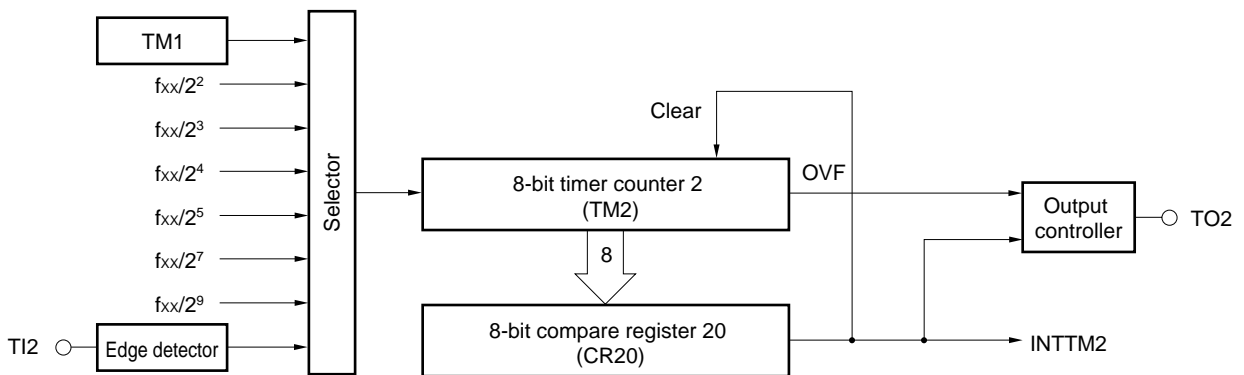 TM1
fxx/2²
fxx/2³
fxx/2⁴
fxx/2⁵
fxx/2⁷
fxx/2⁹
TI2
Edge detector
Selector
Clear
8-bit timer counter 2
(TM2)
OVF
8
8-bit compare register 20
(CR20)
Output
controller
TO2
INTTM2